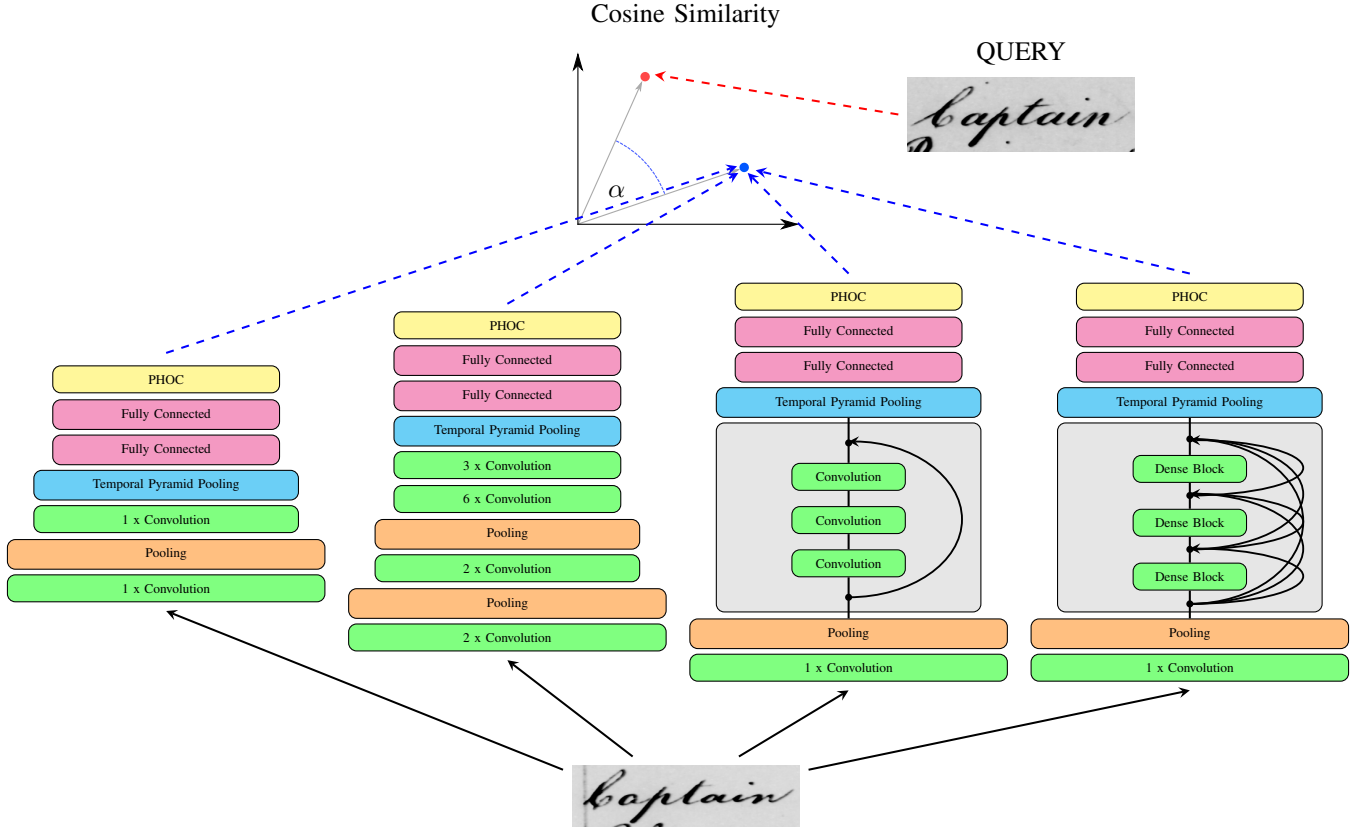 Cosine Similarity
QUERY
Captain
α
PHOC
Fully Connected
Fully Connected
Temporal Pyramid Pooling
1 x Convolution
Pooling
1 x Convolution
PHOC
Fully Connected
Fully Connected
Temporal Pyramid Pooling
3 x Convolution
6 x Convolution
Pooling
2 x Convolution
Pooling
2 x Convolution
PHOC
Fully Connected
Fully Connected
Temporal Pyramid Pooling
Convolution
Convolution
Convolution
Pooling
1 x Convolution
PHOC
Fully Connected
Fully Connected
Temporal Pyramid Pooling
Dense Block
Dense Block
Dense Block
Pooling
1 x Convolution
Captain